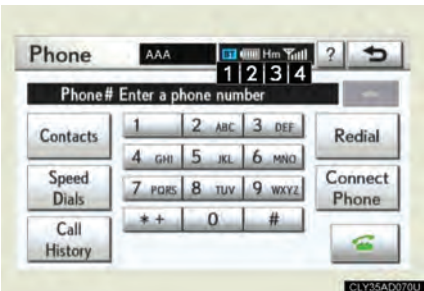 Phone AAA BT Hm ?
1 2 3 4
Phone# Enter a phone number
Contacts
1 2 ABC 3 DEF
Redial
4 GHI 5 JKL 6 MNO
Speed
Dials
7 PQRS 8 TUV 9 WXYZ
Connect
Phone
*+ 0 #
Call
History
CLY35AD070U